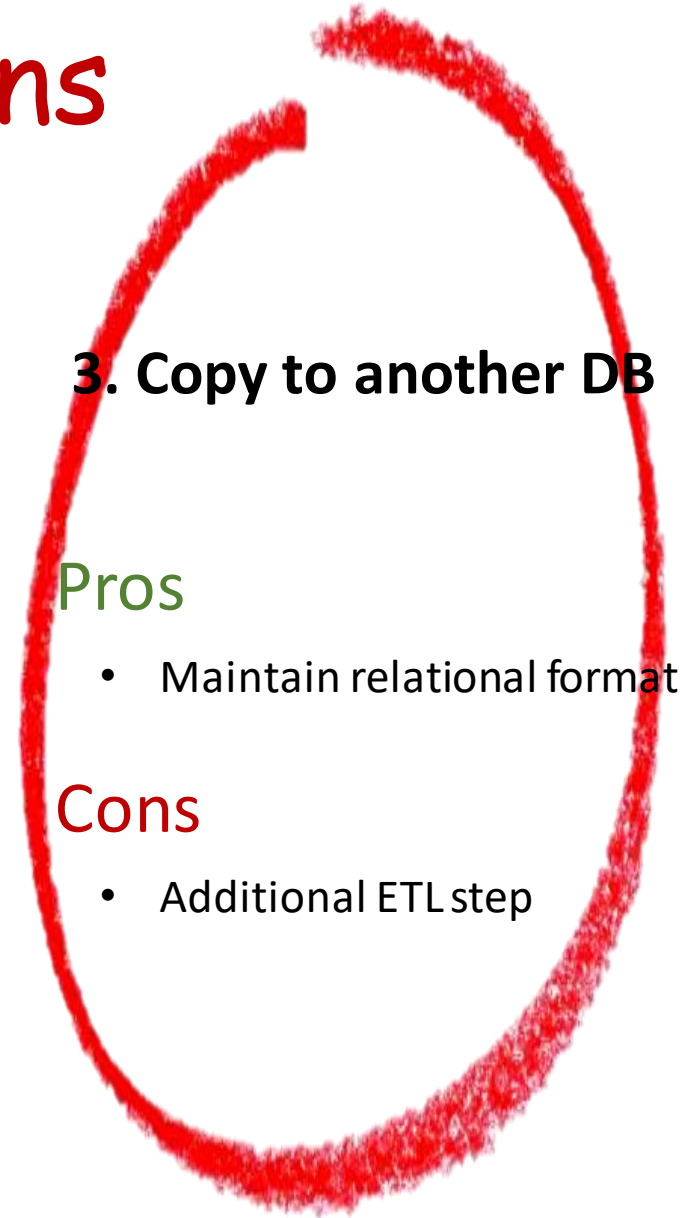 ns
3. Copy to another DB
Pros
• Maintain relational format
Cons
• Additional ETL step